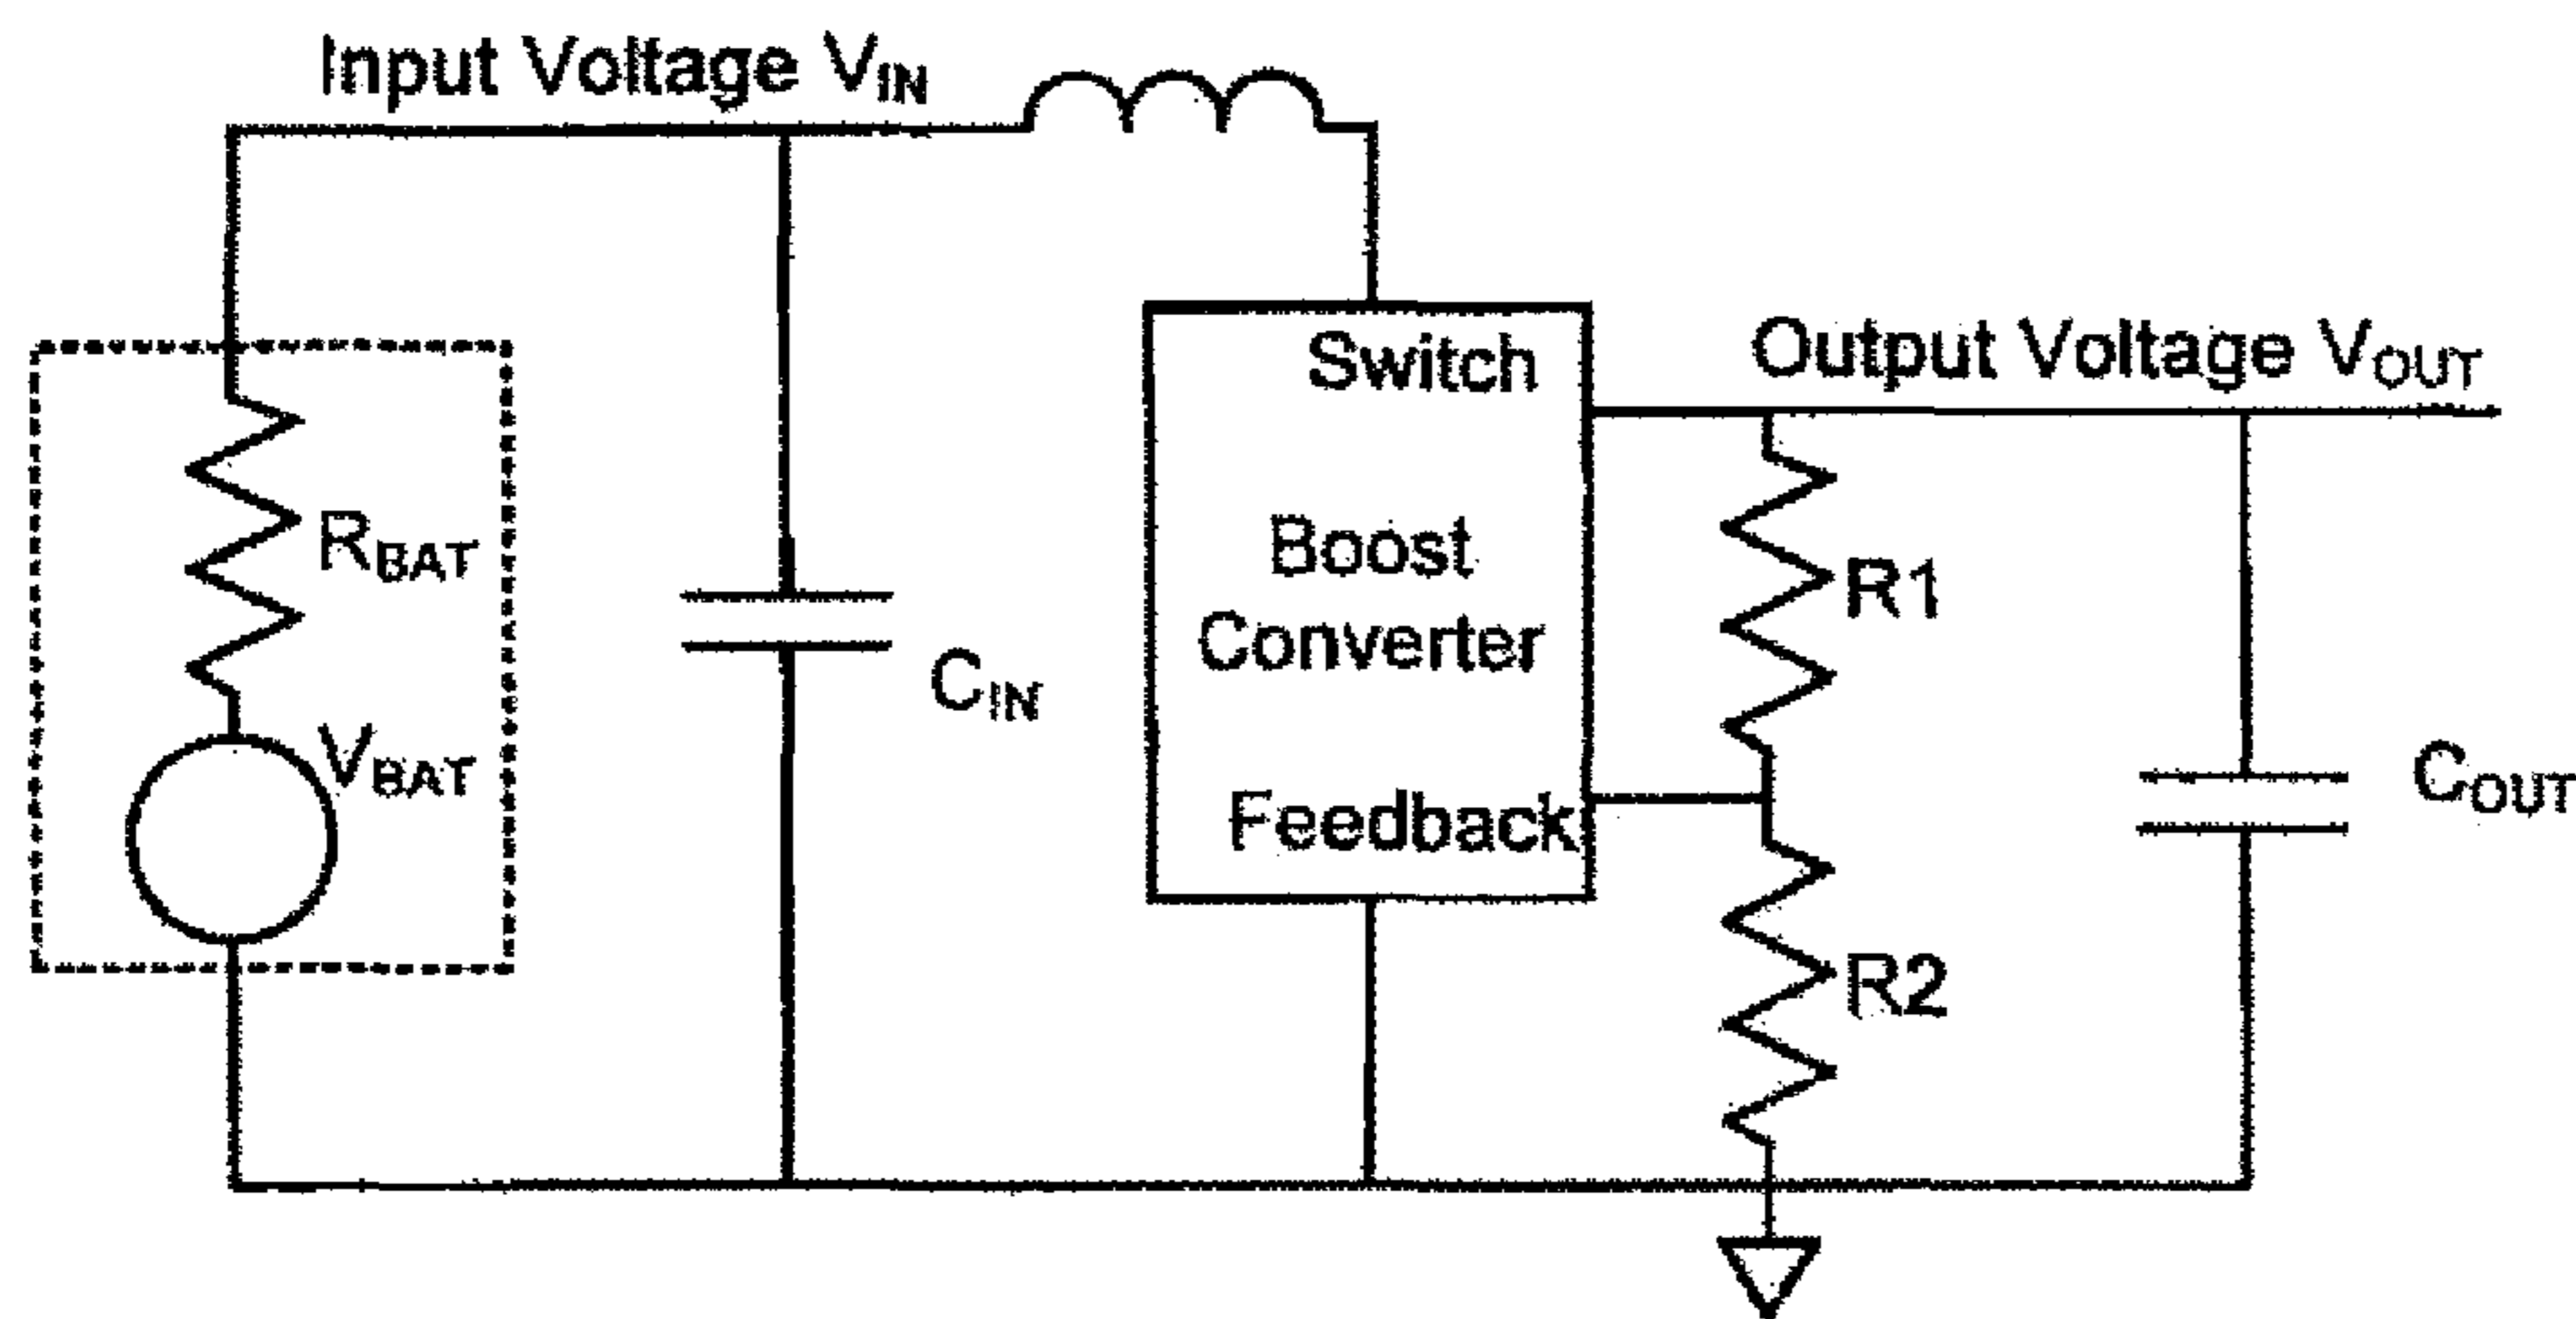 Input Voltage VIN
Switch
Output Voltage VOUT
RBAT
Boost
Converter
R1
CIN
VBAT
Feedback
COUT
R2